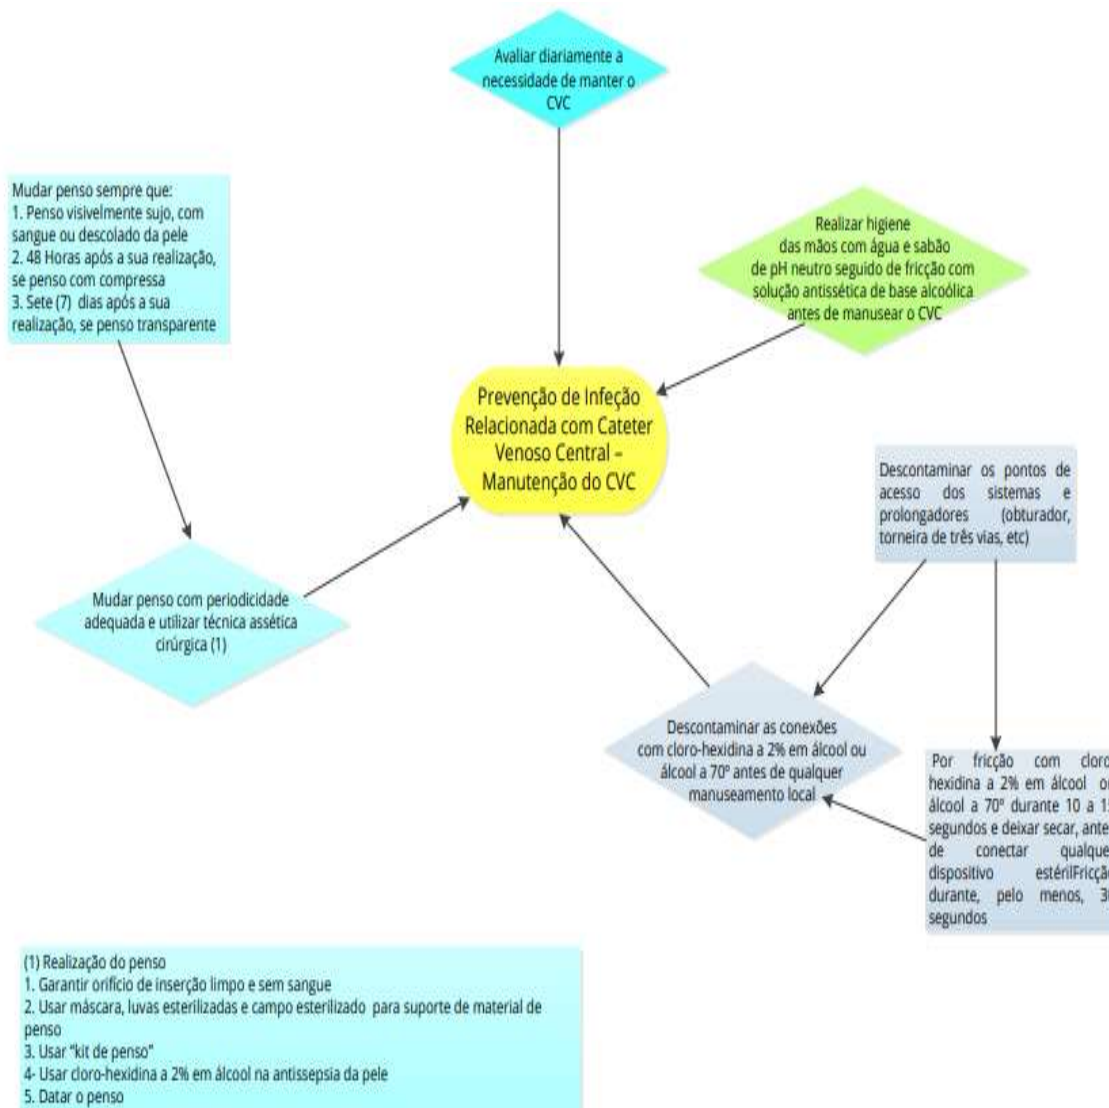 Avaliar diariamente a
necessidade de manter o
CVC
Mudar penso sempre que:
1. Penso visivelmente sujo, com
sangue ou descolado da pele
2. 48 Horas após a sua realização,
se penso com compressa
3. Sete (7) dias após a sua
realização, se penso transparente
Realizar higiene
das mãos com água e sabão
de pH neutro seguido de fricção com
solução antissética de base alcoólica
antes de manusear o CVC
Prevenção de Infeção
Relacionada com Cateter
Venoso Central –
Manutenção do CVC
Descontaminar os pontos de
acesso dos sistemas e
prolongadores (obturador,
torneira de três vias, etc)
Mudar penso com periodicidade
adequada e utilizar técnica assética
cirúrgica (1)
Descontaminar as conexões
com cloro-hexidina a 2% em álcool ou
álcool a 70º antes de qualquer
manuseamento local
Por fricção com cloro
hexidina a 2% em álcool
álcool a 70º durante 10 a
segundos e deixar secar,
de conectar
dispositivo
durante, pelo menos,
segundos
(1) Realização do penso
1. Garantir orifício de inserção limpo e sem sangue
2. Usar máscara, luvas esterilizadas e campo esterilizado para suporte de material de
penso
3. Usar “kit de penso”
4- Usar cloro-hexidina a 2% em álcool na antissepsia da pele
5. Datar o penso